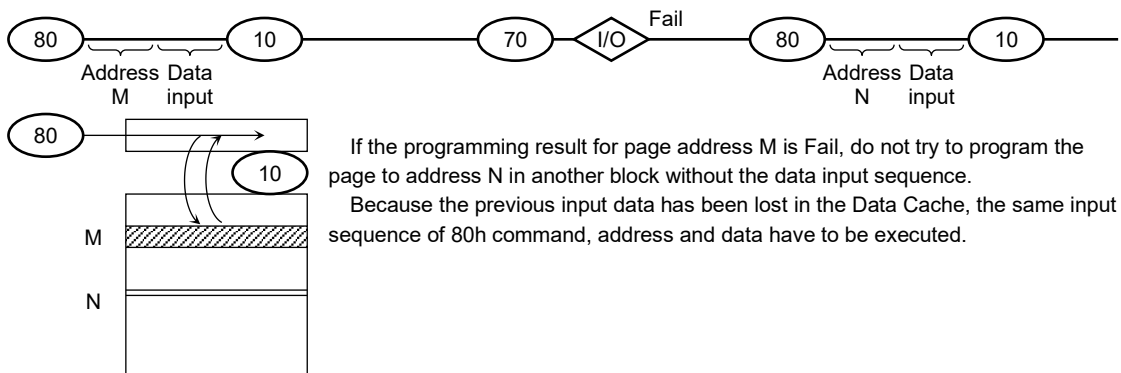 Fail
80 10 70 I/O 80 10
Address Data Address Data
M input N input
80
If the programming result for page address M is Fail, do not try to program the
10
page to address N in another block without the data input sequence.
Because the previous input data has been lost in the Data Cache, the same input
M
sequence of 80h command, address and data have to be executed.
N